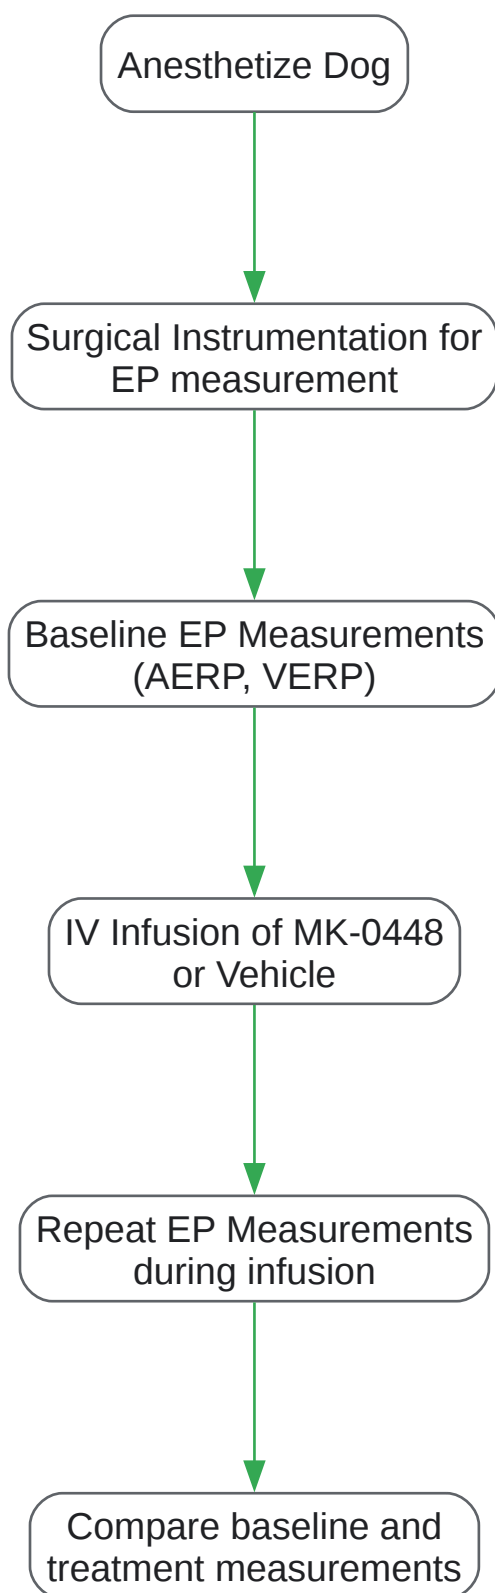 Anesthetize Dog
Surgical Instrumentation for
EP measurement
Baseline EP Measurements
(AERP, VERP)
IV Infusion of MK-0448
or Vehicle
Repeat EP Measurements
during infusion
Compare baseline and
treatment measurements